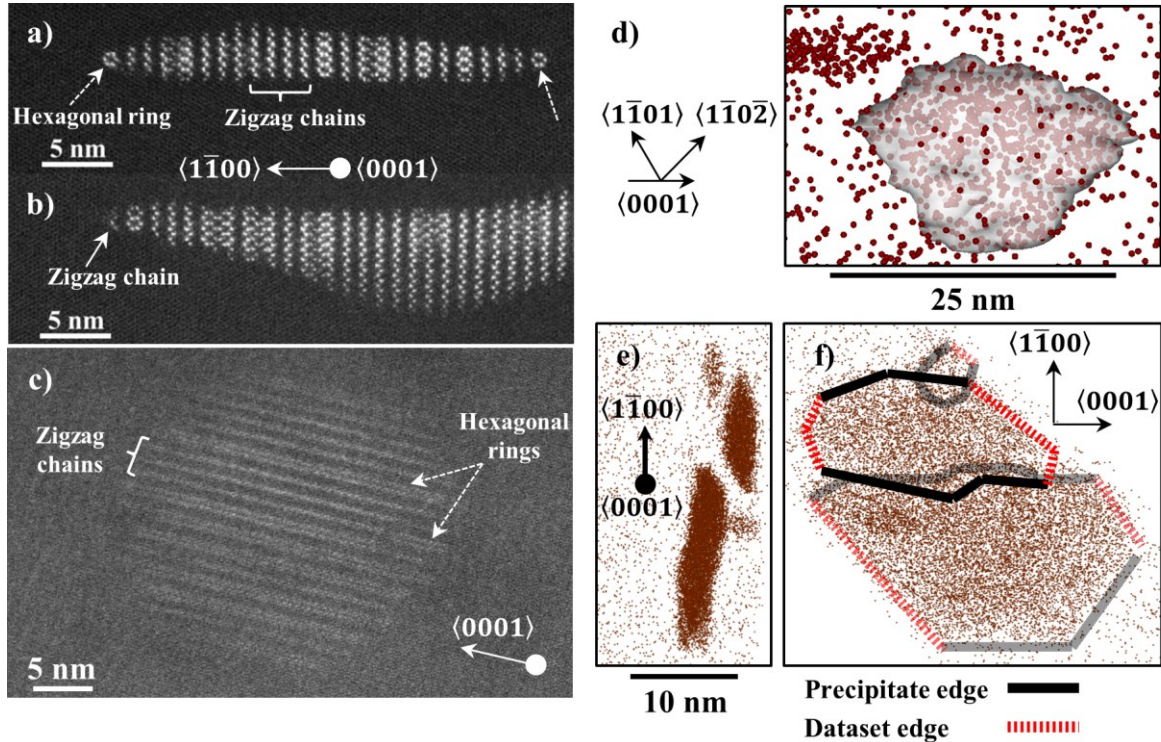 a)
Hexagonal ring
Zigzag chains
5 nm
⟨11̄00⟩
⟨0001⟩
b)
Zigzag chain
5 nm
c)
Zigzag
chains
Hexagonal
rings
⟨0001⟩
5 nm
d)
⟨11̄01⟩ ⟨11̄02̄⟩
⟨0001⟩
25 nm
e)
⟨11̄00⟩
⟨0001⟩
10 nm
f)
⟨11̄00⟩
⟨0001⟩
Precipitate edge
Dataset edge